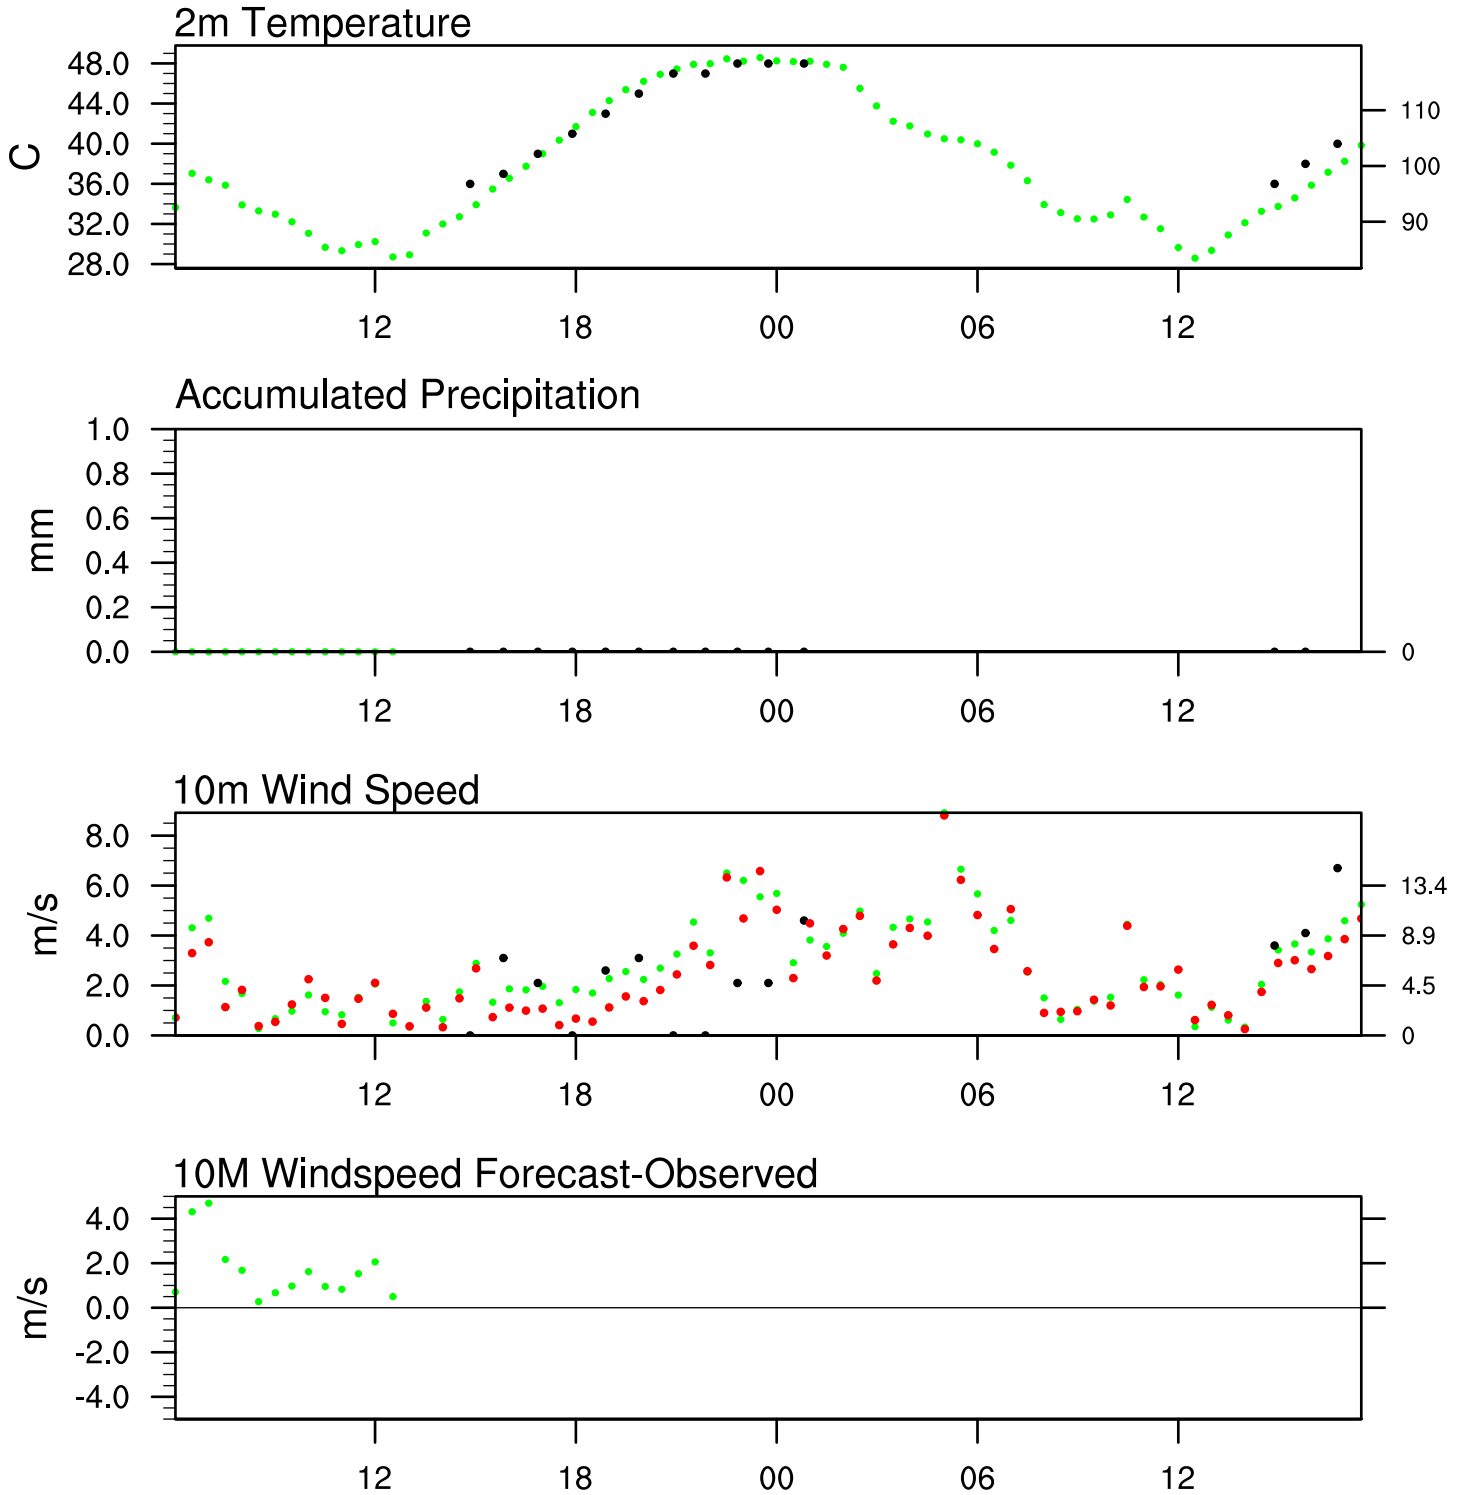 2m Temperature
48.0
44.0
40.0
36.0
32.0
28.0
C
110
100
90
12 18 00 06 12
Accumulated Precipitation
1.0
0.8
0.6
0.4
0.2
0.0
mm
0
12 18 00 06 12
10m Wind Speed
8.0
6.0
4.0
2.0
0.0
m/s
13.4
8.9
4.5
0
12 18 00 06 12
10M Windspeed Forecast-Observed
4.0
2.0
0.0
-2.0
-4.0
m/s
12 18 00 06 12